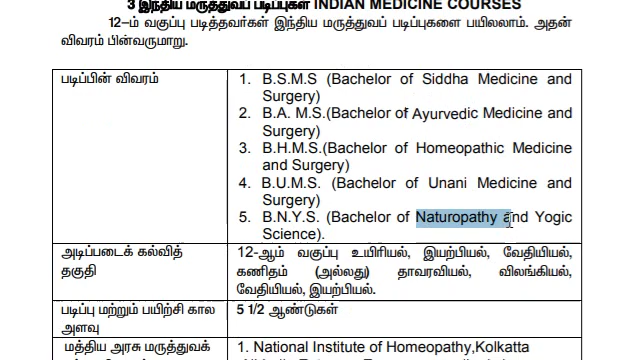 3 இந்திய மருத்துவப் படிப்புகள் INDIAN MEDICINE COURSES
12–ம் வகுப்பு படித்தவர்கள் இந்திய மருத்துவப் படிப்புகளை பயிலலாம். அதன்
விவரம் பின்வருமாறு.
படிப்பின் விவரம்
1. B.S.M.S (Bachelor of Siddha Medicine and
Surgery)
2. B.A. M.S.(Bachelor of Ayurvedic Medicine and
Surgery)
3. B.H.M.S.(Bachelor of Homeopathic Medicine
and Surgery)
4. B.U.M.S. (Bachelor of Unani Medicine and
Surgery)
5. B.N.Y.S. (Bachelor of Naturopathy and Yogic
Science).
அடிப்படைக் கல்வித்
தகுதி
12-ஆம் வகுப்பு உயிரியல், இயற்பியல், வேதியியல்,
கணிதம் (அல்லது) தாவரவியல், விலங்கியல்,
வேதியியல், இயற்பியல்.
படிப்பு மற்றும் பயிற்சி கால
அளவு
5 1/2 ஆண்டுகள்
மத்திய அரசு மருத்துவக்
1. National Institute of Homeopathy,Kolkatta